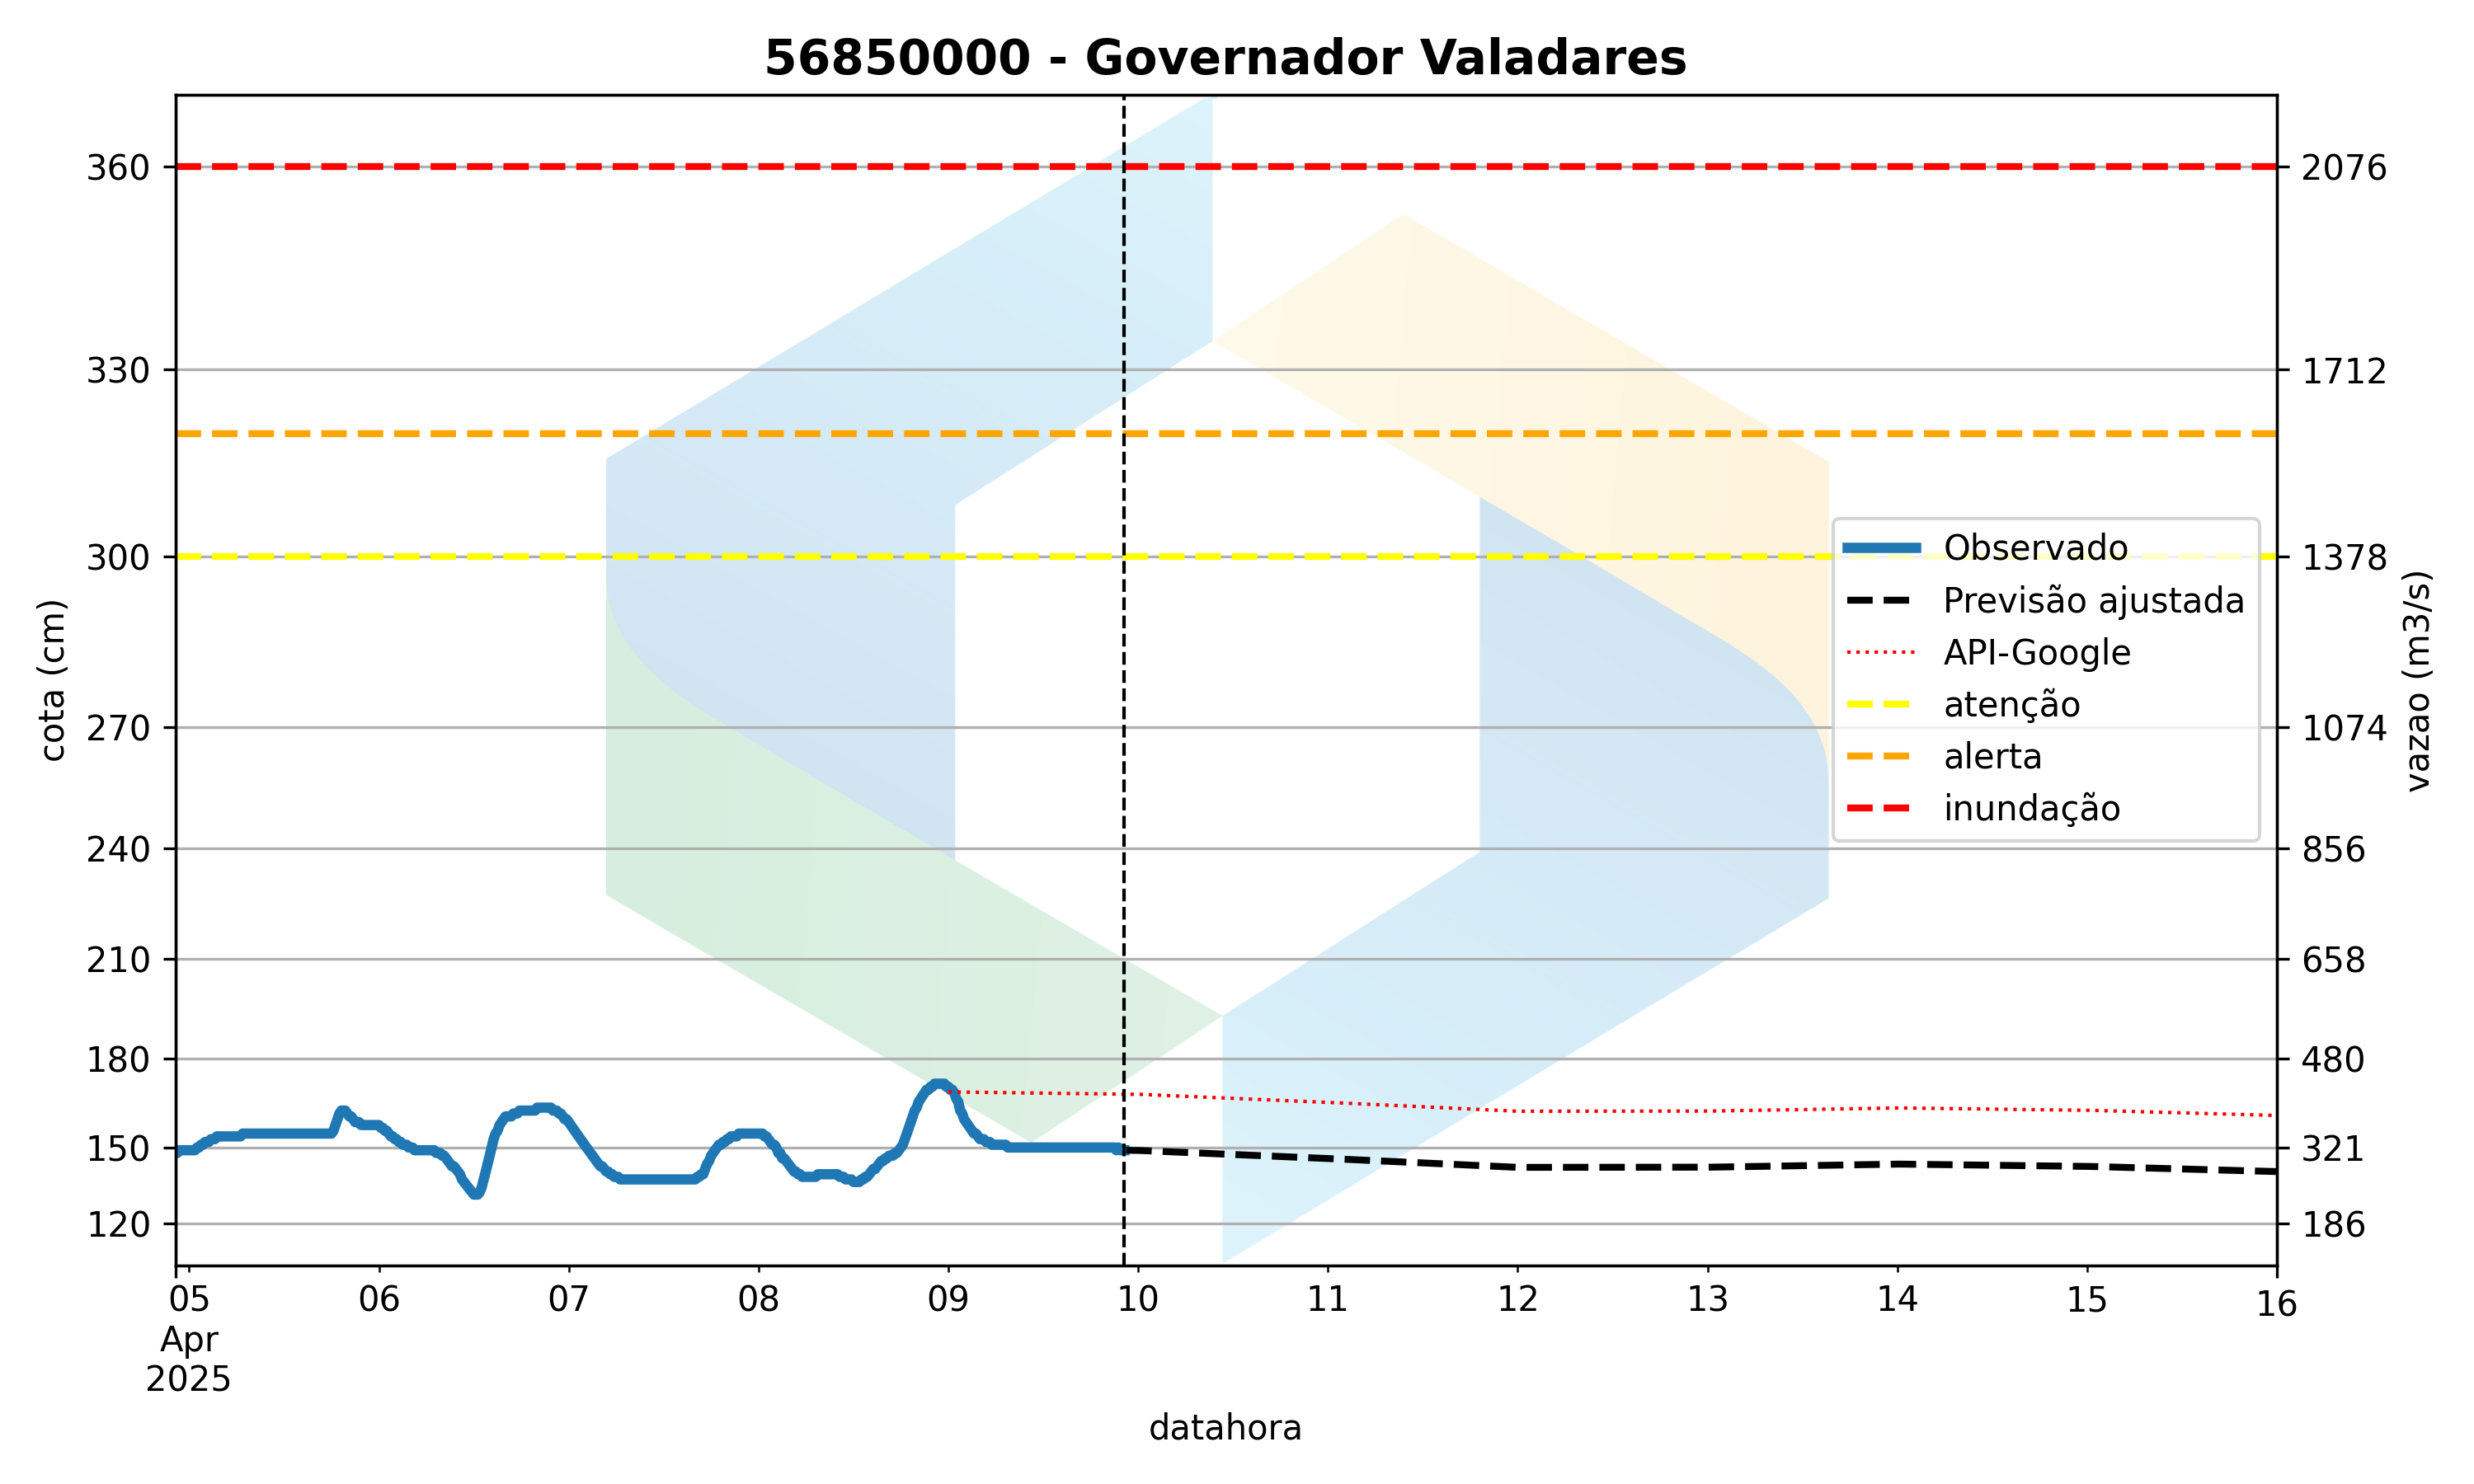 56850000 - Governador Valadares
cota (cm)
360
330
300
270
240
210
180
150
120
2076
1712
1378
1074
856
658
480
321
186
vazao (m3/s)
Observado
Previsão ajustada
API-Google
atenção
alerta
inundação
05 06 07 08 09 10 11 12 13 14 15 16
Apr
2025
datahora